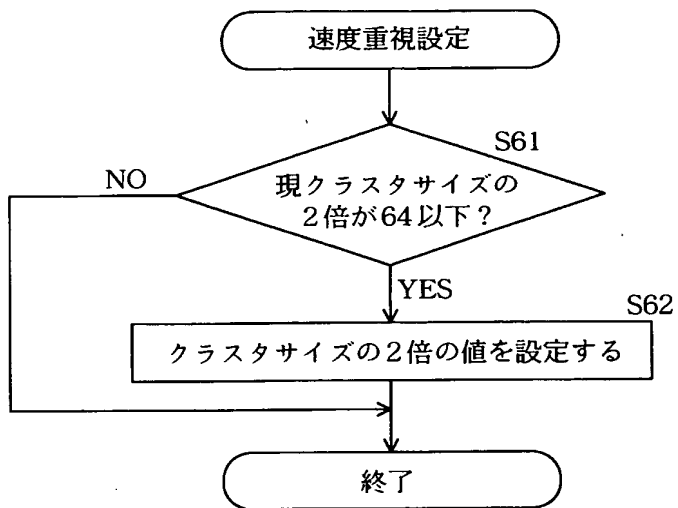 速度重視設定
S61
NO
現クラスタサイズの
2倍が64以下？
YES
S62
クラスタサイズの2倍の値を設定する
終了